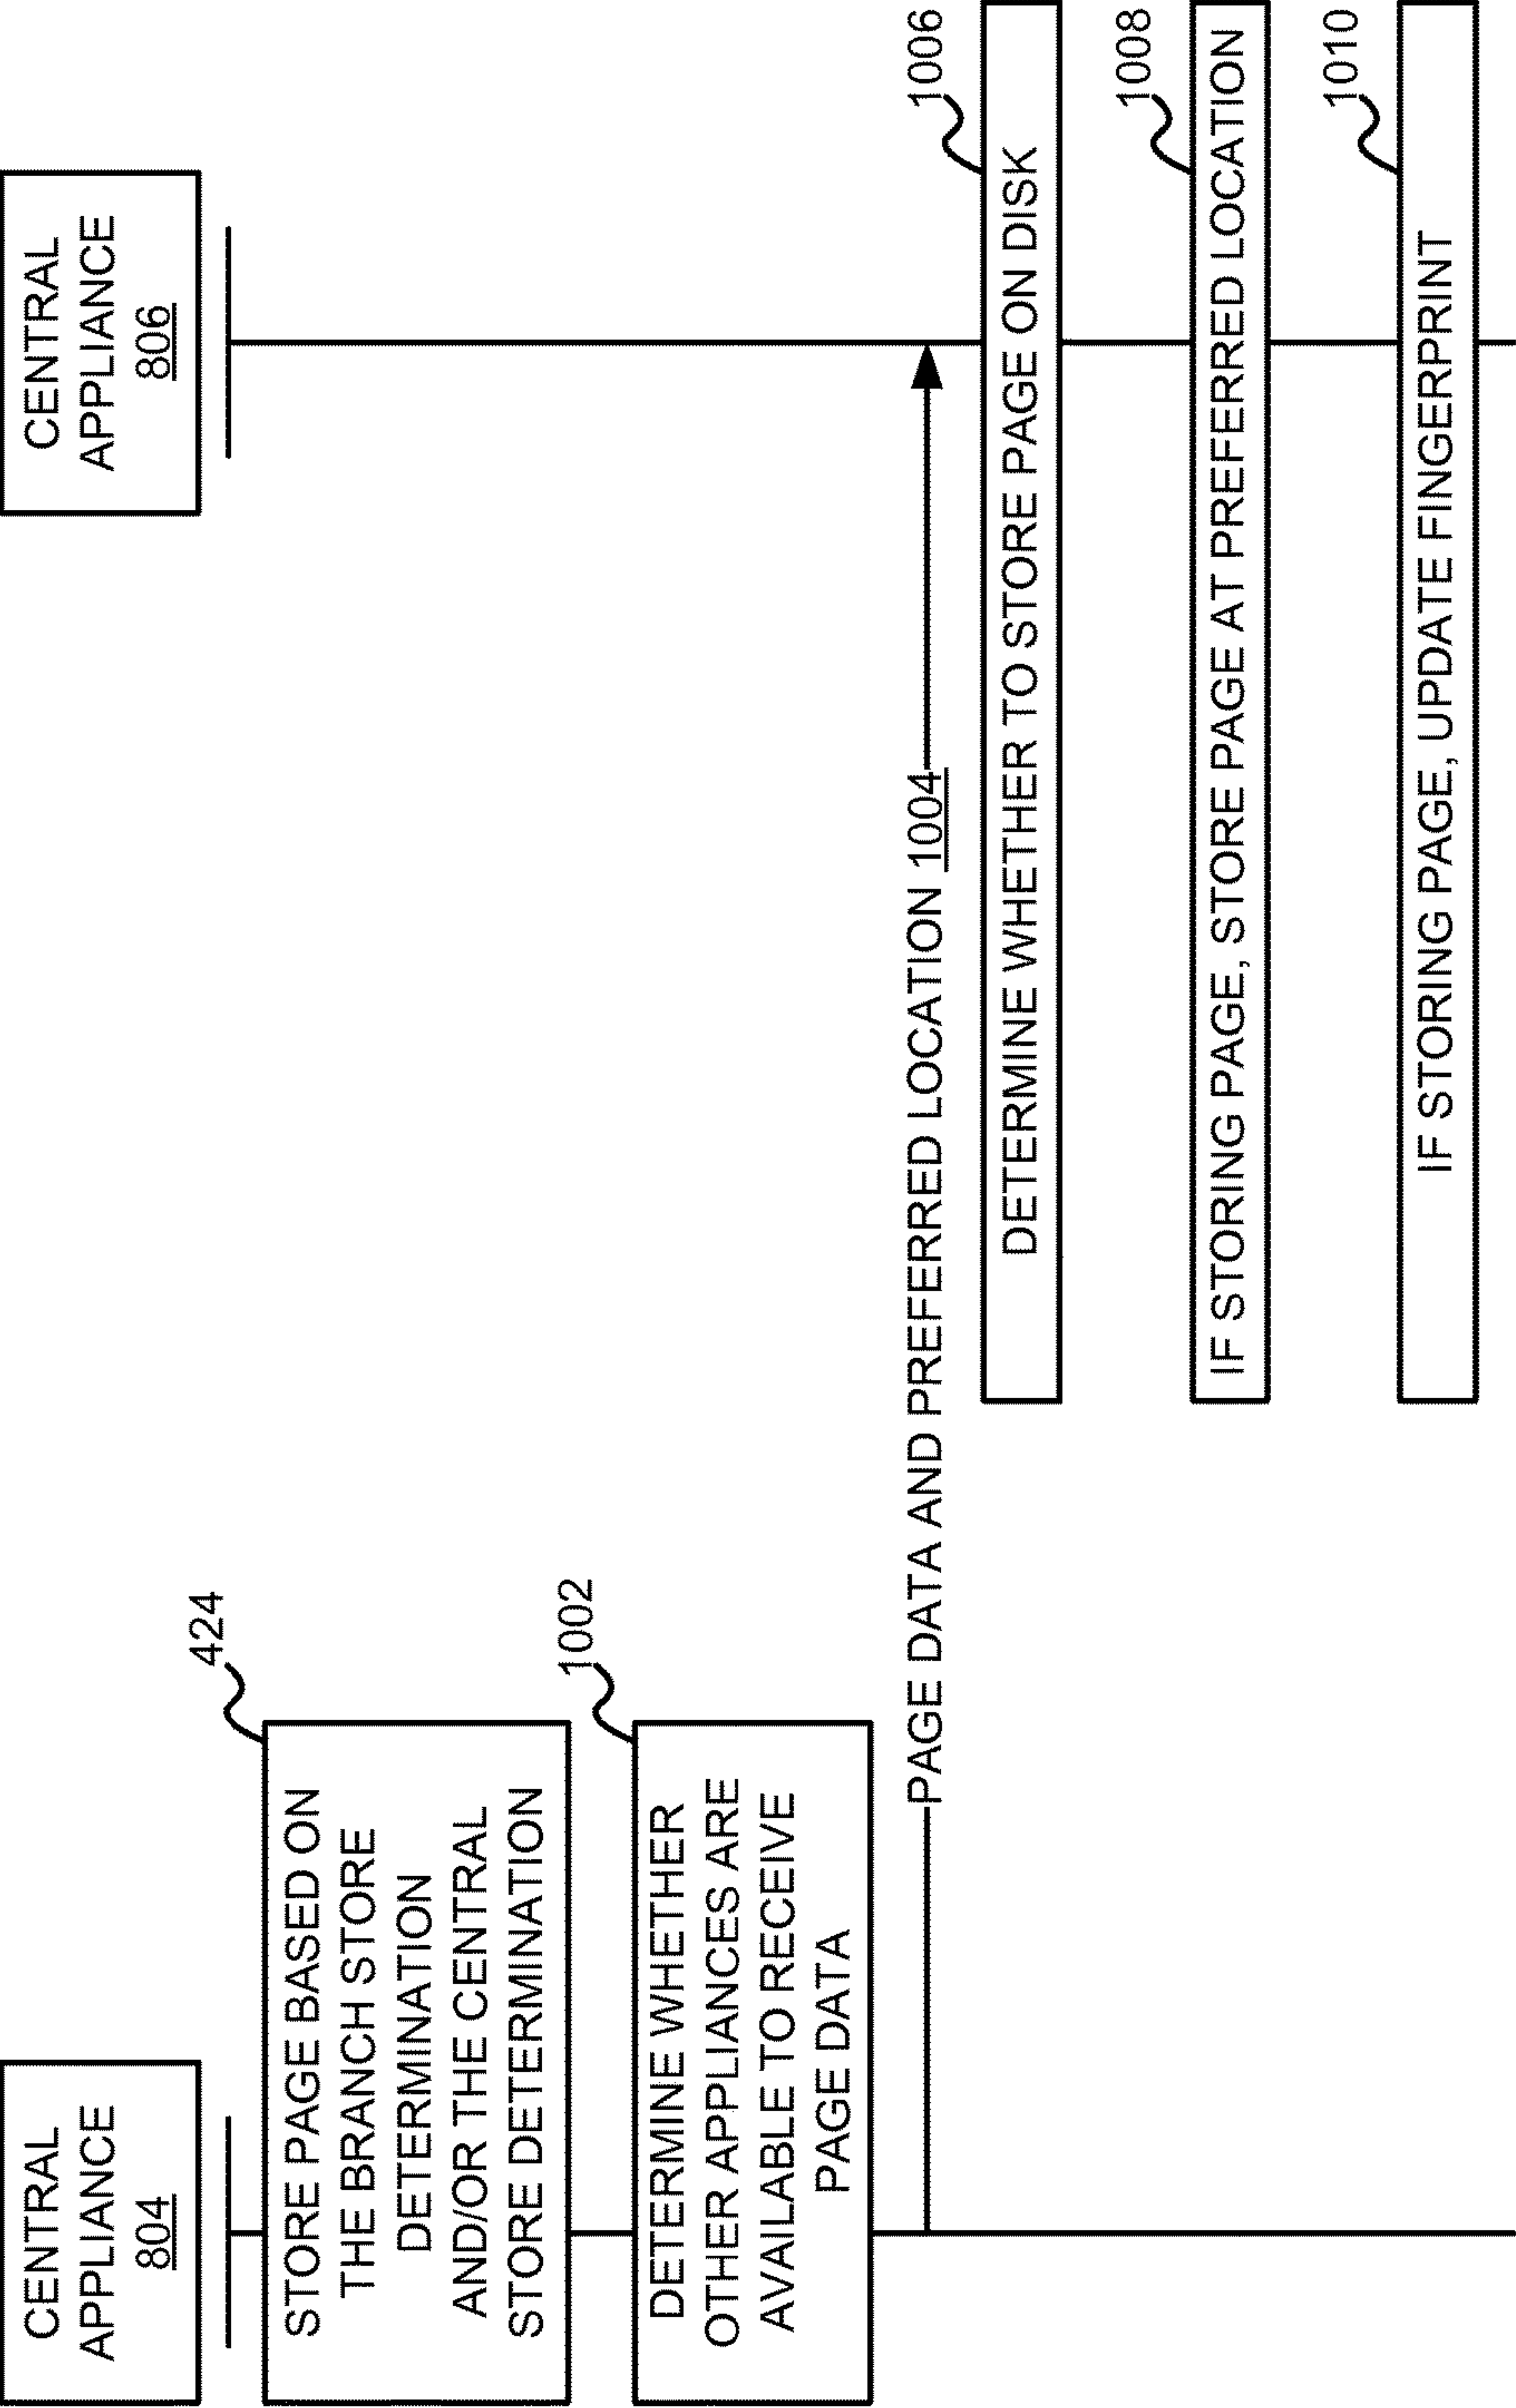 CENTRAL
APPLIANCE
804
CENTRAL
APPLIANCE
806
424
STORE PAGE BASED ON
THE BRANCH STORE
DETERMINATION
AND/OR THE CENTRAL
STORE DETERMINATION
1002
DETERMINE WHETHER
OTHER APPLIANCES ARE
AVAILABLE TO RECEIVE
PAGE DATA
PAGE DATA AND PREFERRED LOCATION 1004
1006
DETERMINE WHETHER TO STORE PAGE ON DISK
1008
IF STORING PAGE, STORE PAGE AT PREFERRED LOCATION
1010
IF STORING PAGE, UPDATE FINGERPRINT